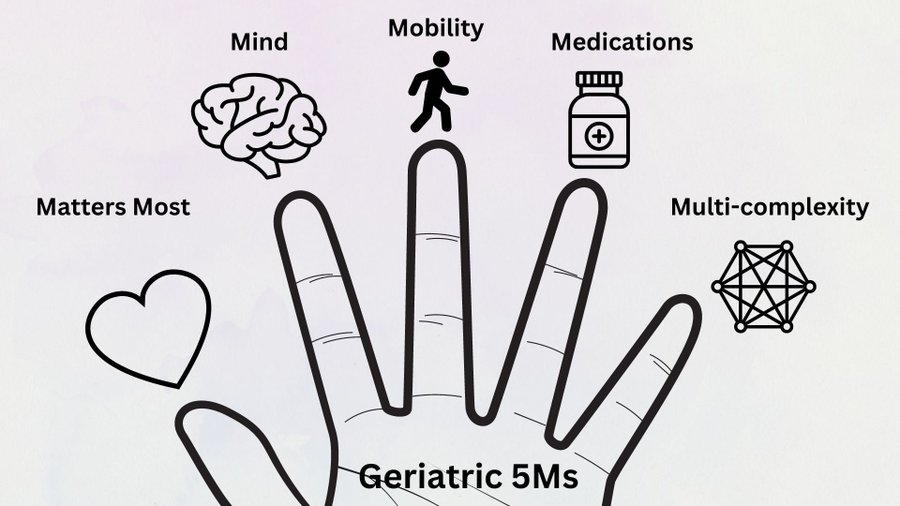 Mobility
Mind
Medications
Matters Most
Multi-complexity
Geriatric 5Ms